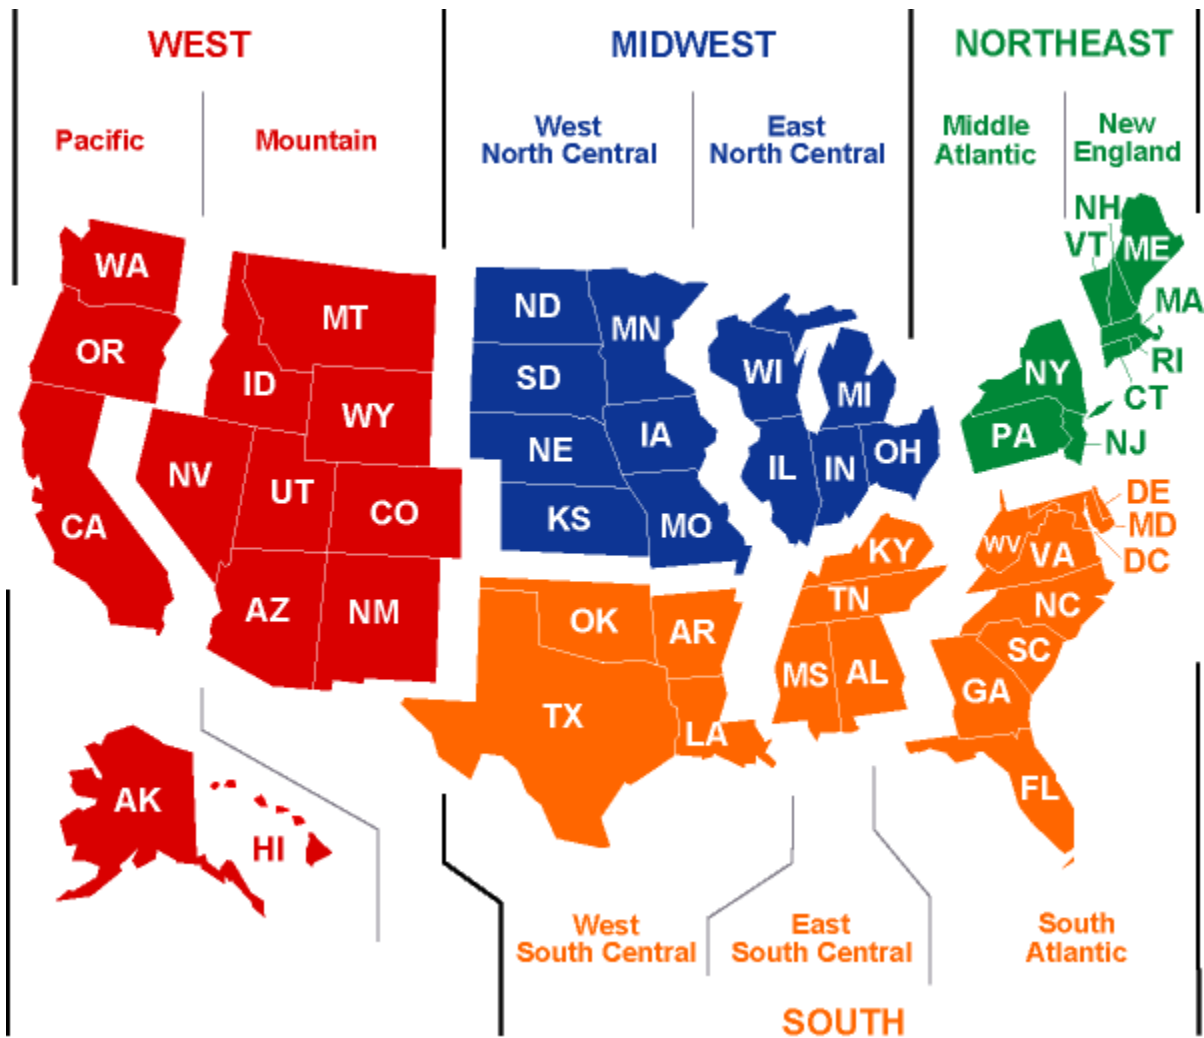 WEST
MIDWEST
NORTHEAST
Pacific
Mountain
West
North Central
East
North Central
Middle
Atlantic
New
England
NH
VT
ME
MA
RI
CT
NY
PA
NJ
WA
OR
CA
MT
ID
WY
NV
UT
CO
AZ
NM
AK
HI
ND
MN
SD
NE
IA
KS
MO
WI
MI
IL
IN
OH
DE
MD
DC
WV
VA
NC
SC
GA
FL
KY
TN
MS
AL
OK
AR
TX
LA
West
South Central
East
South Central
South
Atlantic
SOUTH